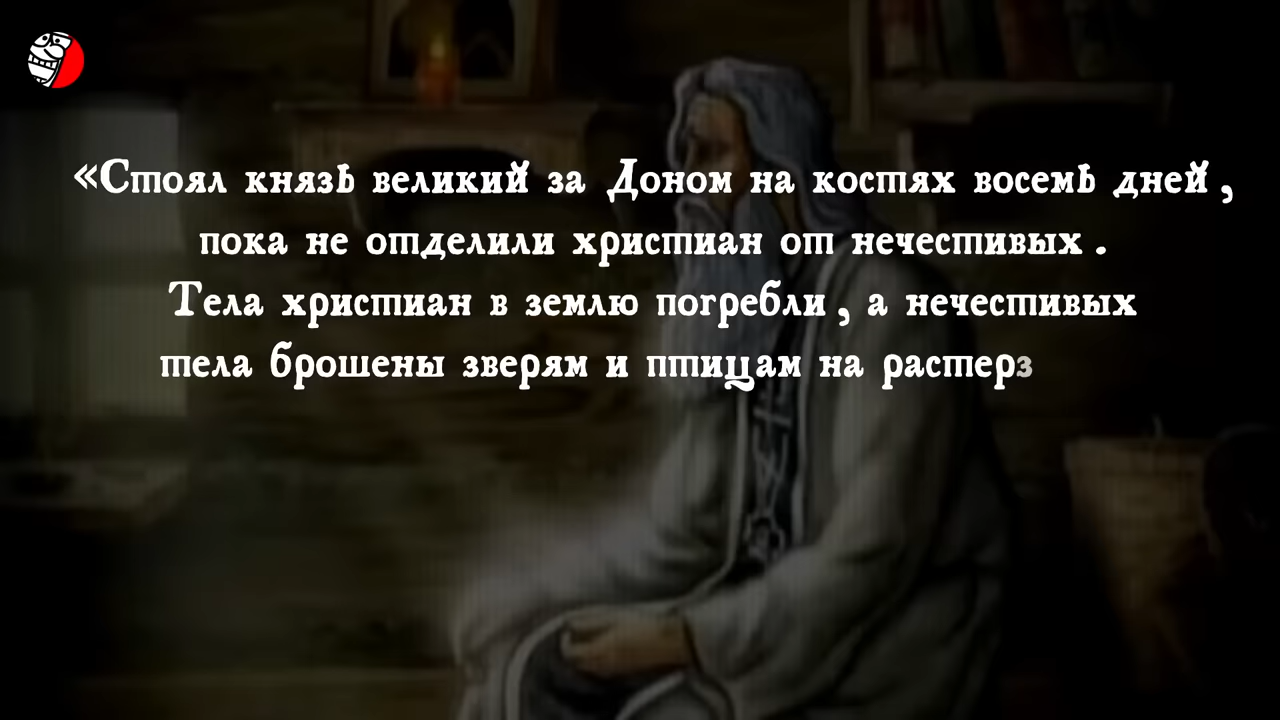 «Стоял князь великий за Доном на костях восемь дней,
пока не отделили христиан от нечестивых.
Тела христиан в землю погребли, а нечестивых
тела брошены зверям и птицам на растерз